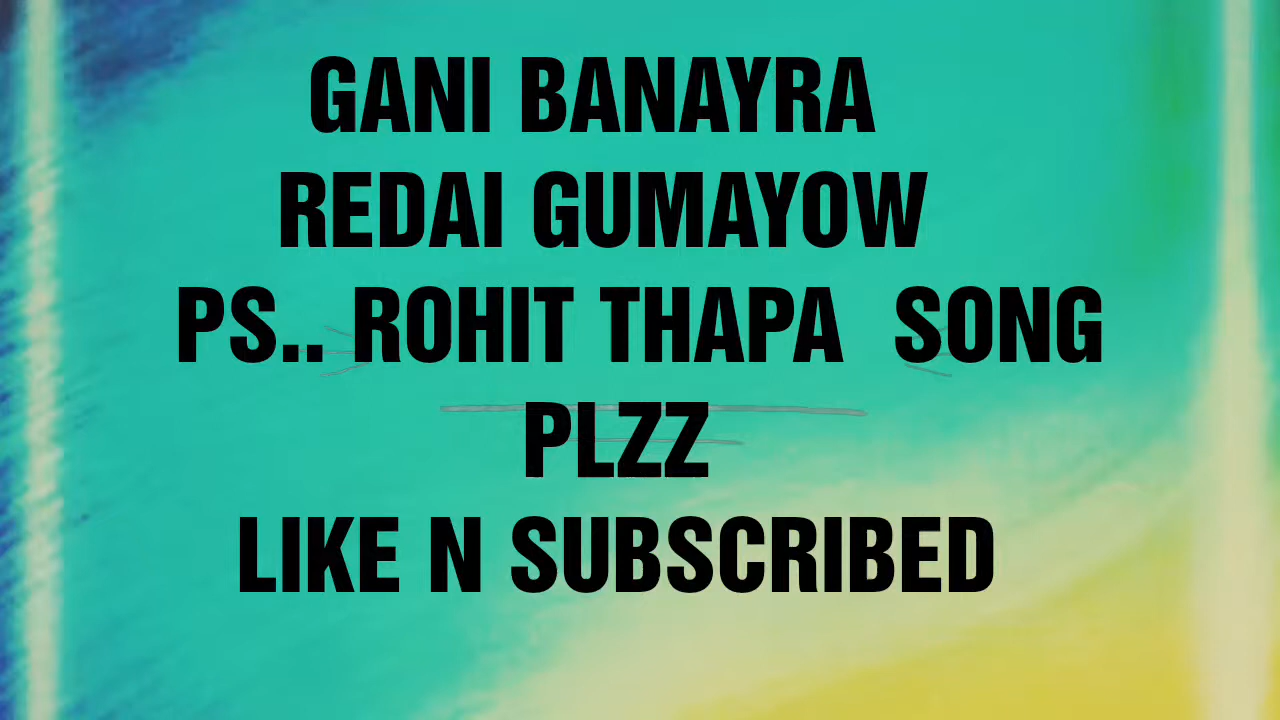 GANI BANAYRA
REDAI GUMAYOW
PS.. ROHIT THAPA SONG
PLZZ
LIKE N SUBSCRIBED